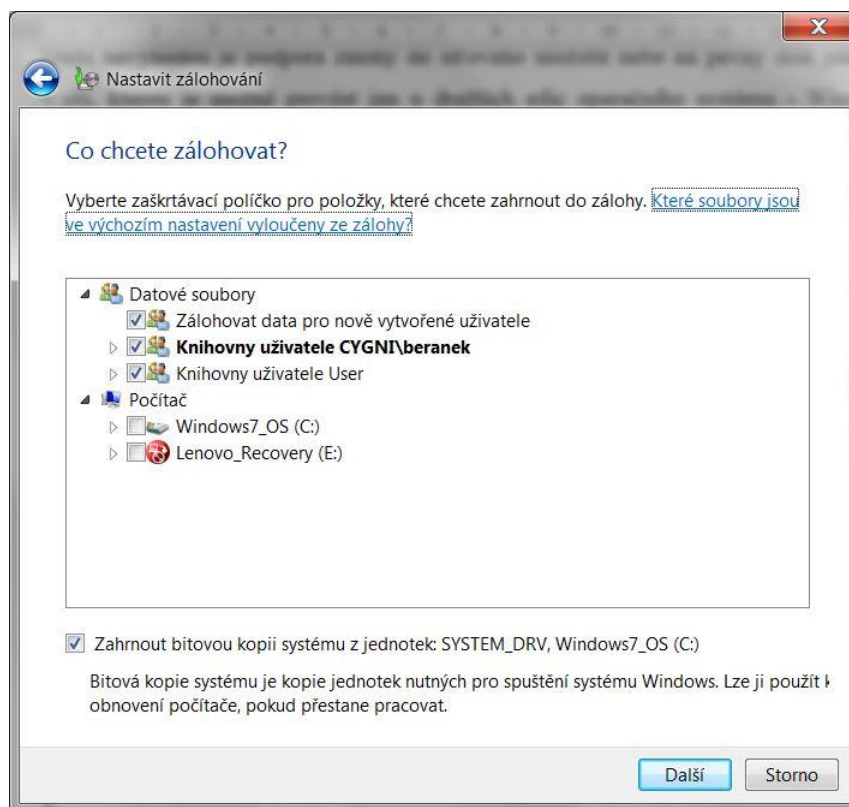 Nastavit zálohování
Co chcete zálohovat?
Vyberte zaškrtávací políčko pro položky, které chcete zahrnout do zálohy. Které soubory jsou
ve výchozím nastavení vyloučeny ze zálohy?
Datové soubory
Zálohovat data pro nově vytvořené uživatele
Knihovny uživatele CYGNI\beranek
Knihovny uživatele User
Počítač
Windows7_OS (C:)
Lenovo_Recovery (E:)
Zahrnout bitovou kopii systému z jednotek: SYSTEM_DRV, Windows7_OS (C:)
Bitová kopie systému je kopie jednotek nutných pro spuštění systému Windows. Lze ji použít k
obnovení počítače, pokud přestane pracovat.
Další Storno